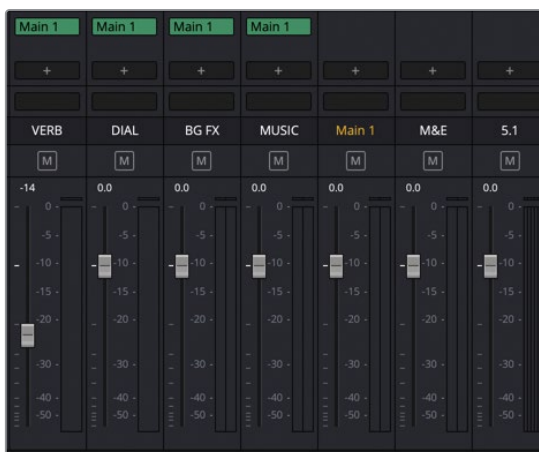 Main 1 Main 1 Main 1 Main 1
+ + + + + + +
VERB DIAL BG FX MUSIC Main 1 M&E 5.1
M M M M M M M
-14 0.0 0.0 0.0 0.0 0.0 0.0
0 0 0 0 0 0 0
-5 -5 -5 -5 -5 -5 -5
-10 -10 -10 -10 -10 -10 -10
-15 -15 -15 -15 -15 -15 -15
-20 -20 -20 -20 -20 -20 -20
-30 -30 -30 -30 -30 -30 -30
-40 -40 -40 -40 -40 -40 -40
-50 -50 -50 -50 -50 -50 -50